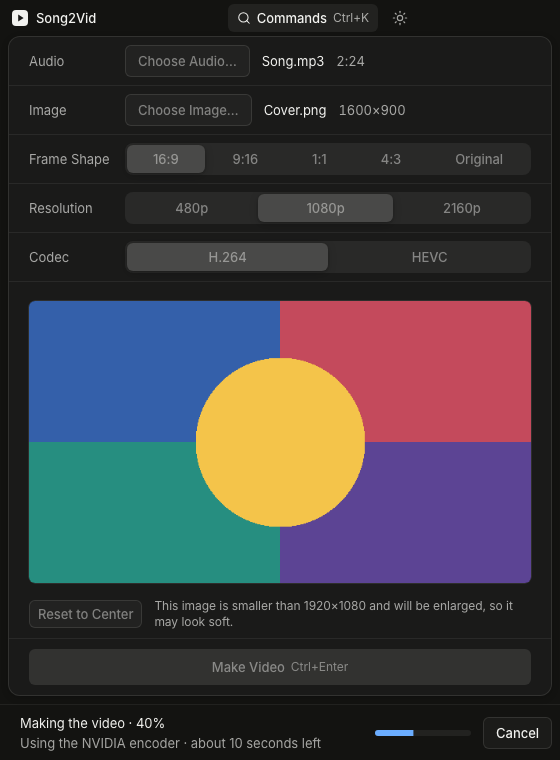 Song2Vid
Commands Ctrl+K
Audio Choose Audio... Song.mp3 2:24
Image Choose Image... Cover.png 1600×900
Frame Shape 16:9 9:16 1:1 4:3 Original
Resolution 480p 1080p 2160p
Codec H.264 HEVC
Reset to Center
This image is smaller than 1920×1080 and will be enlarged, so it
may look soft.
Make Video Ctrl+Enter
Making the video · 40%
Using the NVIDIA encoder · about 10 seconds left
Cancel